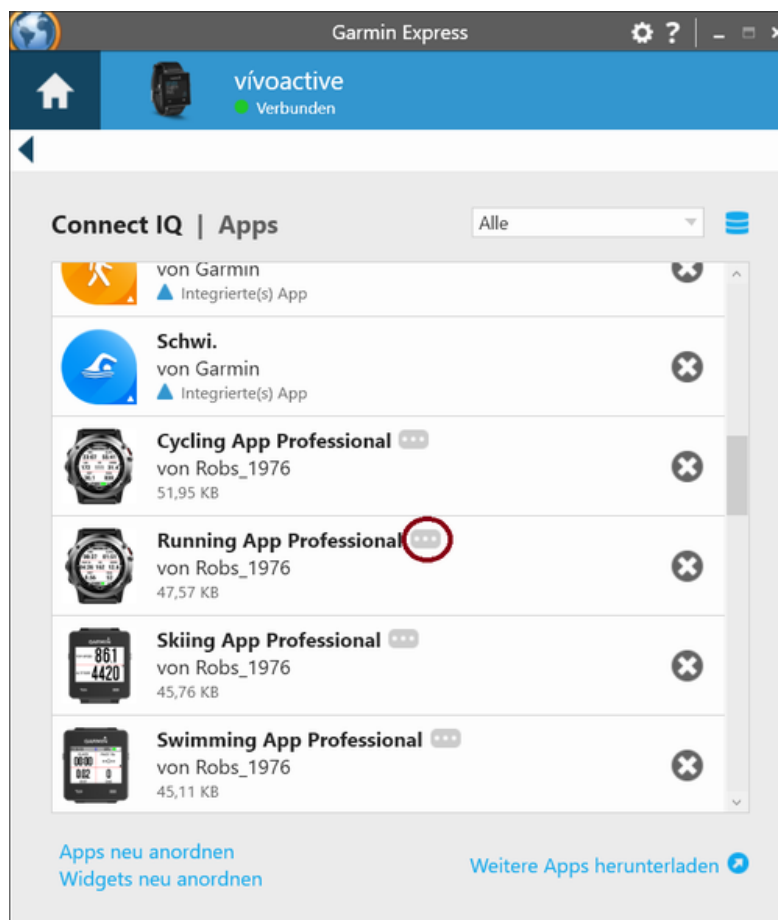 Garmin Express
?
vívoactive
Verbunden
Connect IQ | Apps
Alle
von Garmin
Integrierte(s) App
Schwi.
von Garmin
Integrierte(s) App
Cycling App Professional
von Robs_1976
51,95 KB
Running App Professional
von Robs_1976
47,57 KB
861
4420
Skiing App Professional
von Robs_1976
45,76 KB
Swimming App Professional
von Robs_1976
45,11 KB
Apps neu anordnen
Widgets neu anordnen
Weitere Apps herunterladen